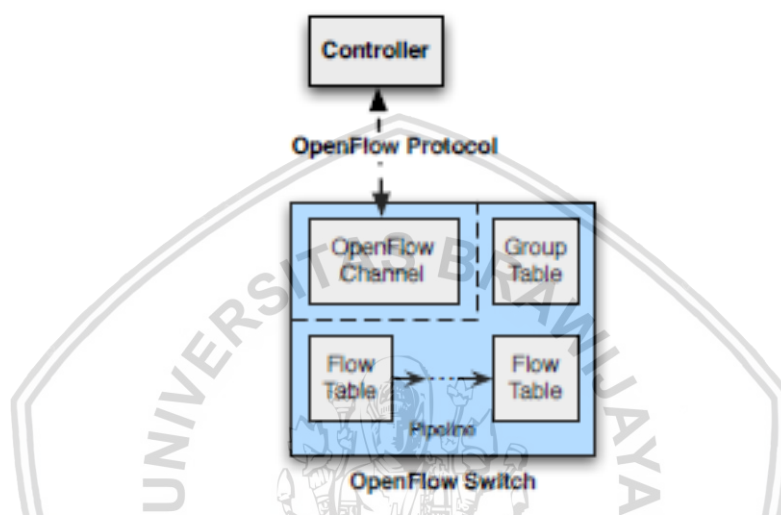 Controller
OpenFlow Protocol
OpenFlow
Channel
Group
Table
Flow
Table
Flow
Table
Pipeline
OpenFlow Switch
UNIVERSITAS BRAWIJAYA